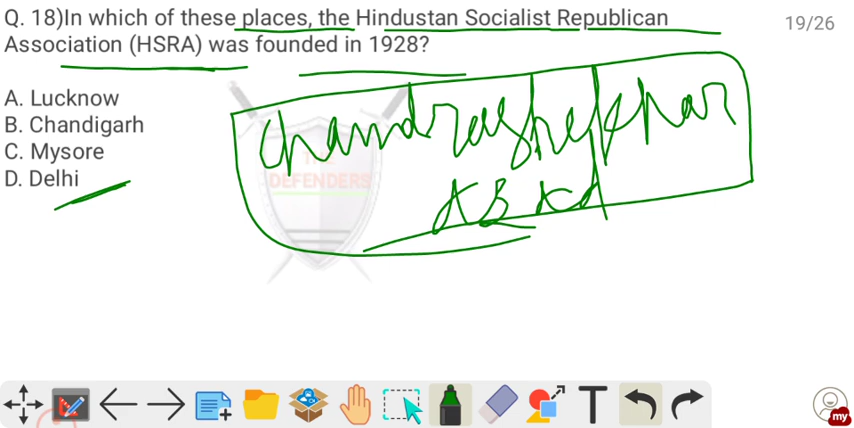 Q. 18)In which of these places, the Hindustan Socialist Republican
19/26
Association (HSRA) was founded in 1928?
A. Lucknow
B. Chandigarh
C. Mysore
D. Delhi
DEFENDERS
Chandrashekhar
my